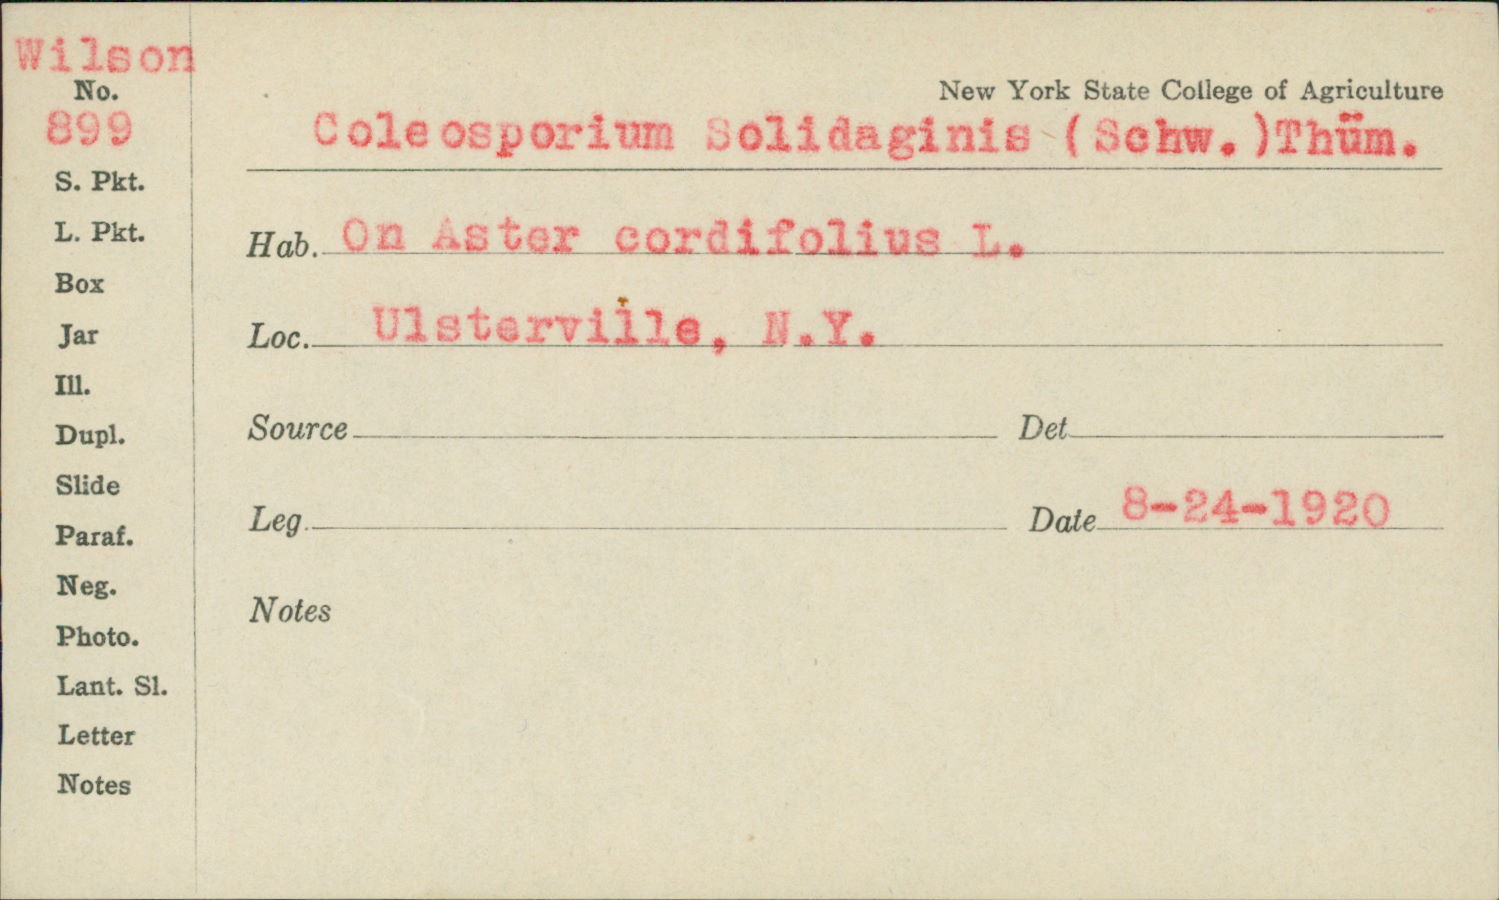 Wilson
No.
899
S. Pkt.
L. Pkt.
Box
Jar
Ill.
Dupl.
Slide
Paraf.
Neg.
Photo.
Lant. Sl.
Letter
Notes
New York State College of Agriculture
Coleosporium Solidaginis (Schw.)Thüm.
Hab. On Aster cordifolius L.
Loc. Ulsterville, N.Y.
Source Det
Leg. Date 8-24-1920
Notes